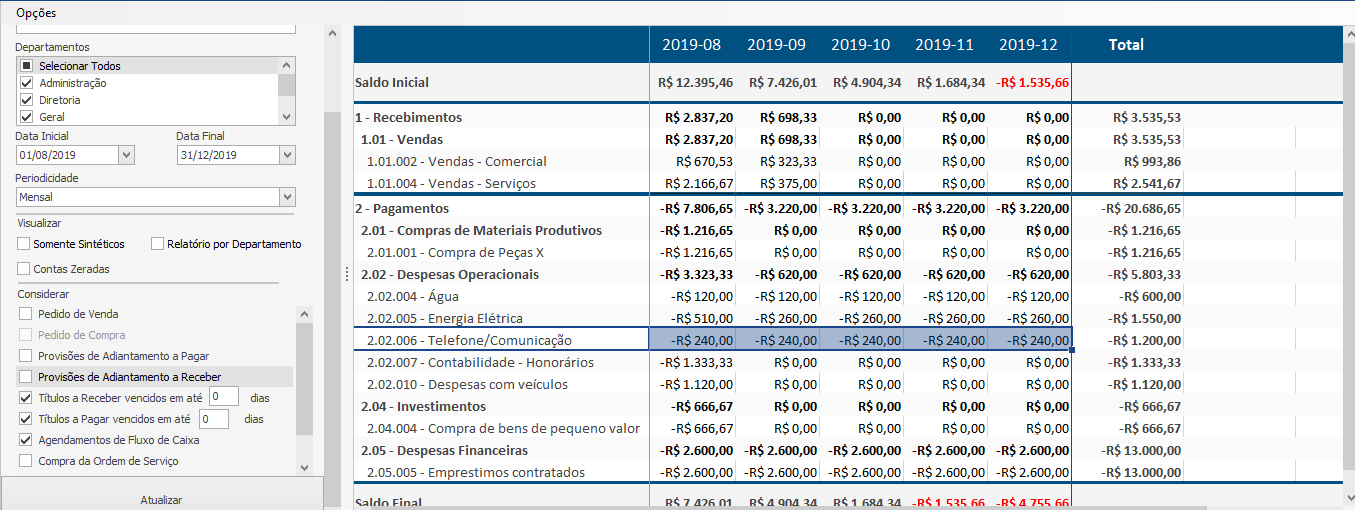 Opções
Departamentos
Selecionar Todos
Administração
Diretoria
Geral
Data Inicial Data Final
01/08/2019 31/12/2019
Periodicidade
Mensal
Visualizar
Somente Sintéticos Relatório por Departamento
Contas Zeradas
Considerar
Pedido de Venda
Pedido de Compra
Provisões de Adiantamento a Pagar
Provisões de Adiantamento a Receber
Títulos a Receber vencidos em até 0 dias
Títulos a Pagar vencidos em até 0 dias
Agendamentos de Fluxo de Caixa
Compra da Ordem de Serviço
Atualizar
2019-08 2019-09 2019-10 2019-11 2019-12 Total
Saldo Inicial R$ 12.395,46 R$ 7.426,01 R$ 4.904,34 R$ 1.684,34 -R$ 1.535,66
1 - Recebimentos R$ 2.837,20 R$ 698,33 R$ 0,00 R$ 0,00 R$ 0,00 R$ 3.535,53
1.01 - Vendas R$ 2.837,20 R$ 698,33 R$ 0,00 R$ 0,00 R$ 0,00 R$ 3.535,53
1.01.002 - Vendas - Comercial R$ 670,53 R$ 323,33 R$ 0,00 R$ 0,00 R$ 0,00 R$ 993,86
1.01.004 - Vendas - Serviços R$ 2.166,67 R$ 375,00 R$ 0,00 R$ 0,00 R$ 0,00 R$ 2.541,67
2 - Pagamentos -R$ 7.806,65 -R$ 3.220,00 -R$ 3.220,00 -R$ 3.220,00 -R$ 3.220,00 -R$ 20.686,65
2.01 - Compras de Materiais Produtivos -R$ 1.216,65 R$ 0,00 R$ 0,00 R$ 0,00 R$ 0,00 -R$ 1.216,65
2.01.001 - Compra de Peças X -R$ 1.216,65 R$ 0,00 R$ 0,00 R$ 0,00 R$ 0,00 -R$ 1.216,65
2.02 - Despesas Operacionais -R$ 3.323,33 -R$ 620,00 -R$ 620,00 -R$ 620,00 -R$ 620,00 -R$ 5.803,33
2.02.004 - Água -R$ 120,00 -R$ 120,00 -R$ 120,00 -R$ 120,00 -R$ 120,00 -R$ 600,00
2.02.005 - Energia Elétrica -R$ 510,00 -R$ 260,00 -R$ 260,00 -R$ 260,00 -R$ 260,00 -R$ 1.550,00
2.02.006 - Telefone/Comunicação -R$ 240,00 -R$ 240,00 -R$ 240,00 -R$ 240,00 -R$ 240,00 -R$ 1.200,00
2.02.007 - Contabilidade - Honorários -R$ 1.333,33 R$ 0,00 R$ 0,00 R$ 0,00 R$ 0,00 -R$ 1.333,33
2.02.010 - Despesas com veículos -R$ 1.120,00 R$ 0,00 R$ 0,00 R$ 0,00 R$ 0,00 -R$ 1.120,00
2.04 - Investimentos -R$ 666,67 R$ 0,00 R$ 0,00 R$ 0,00 R$ 0,00 -R$ 666,67
2.04.004 - Compra de bens de pequeno valor -R$ 666,67 R$ 0,00 R$ 0,00 R$ 0,00 R$ 0,00 -R$ 666,67
2.05 - Despesas Financeiras -R$ 2.600,00 -R$ 2.600,00 -R$ 2.600,00 -R$ 2.600,00 -R$ 2.600,00 -R$ 13.000,00
2.05.005 - Emprestimos contratados -R$ 2.600,00 -R$ 2.600,00 -R$ 2.600,00 -R$ 2.600,00 -R$ 2.600,00 -R$ 13.000,00
Saldo Final R$ 7.426,01 R$ 4.904,34 R$ 1.684,34 -R$ 1.535,66 -R$ 4.755,66